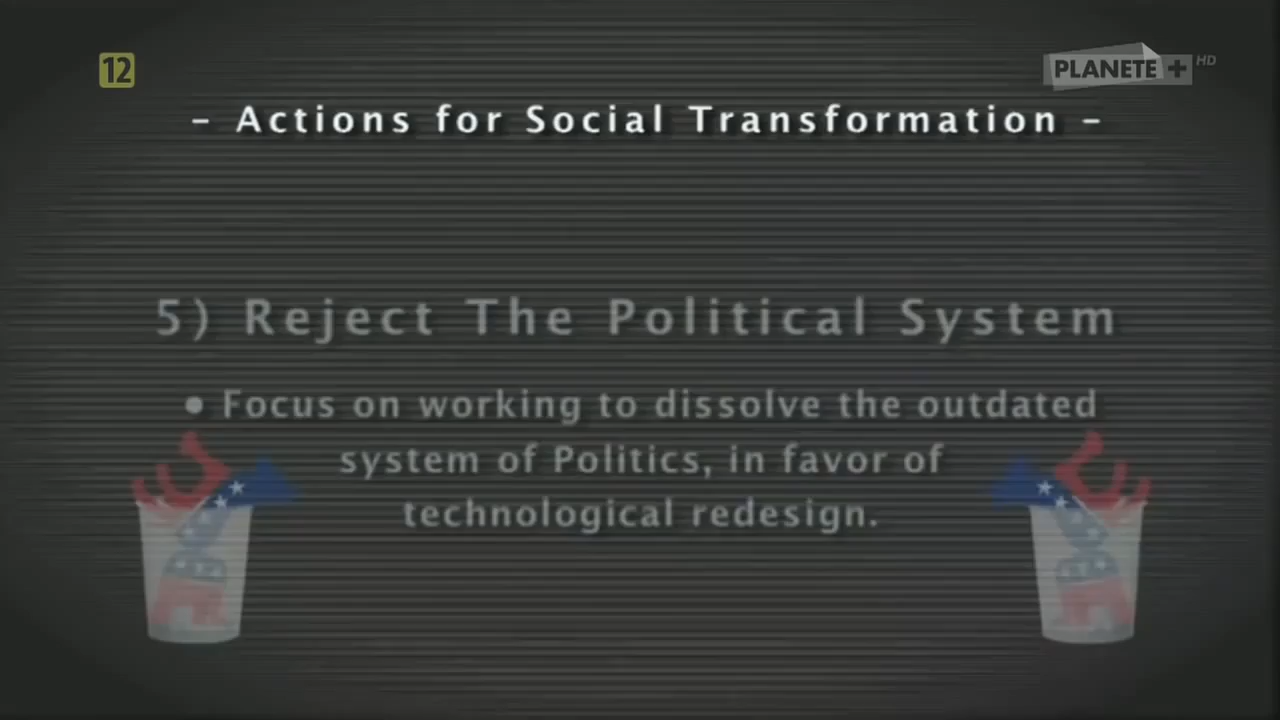 12
PLANETE + HD
– Actions for Social Transformation –
5) Reject The Political System
• Focus on working to dissolve the outdated
system of Politics, in favor of
technological redesign.